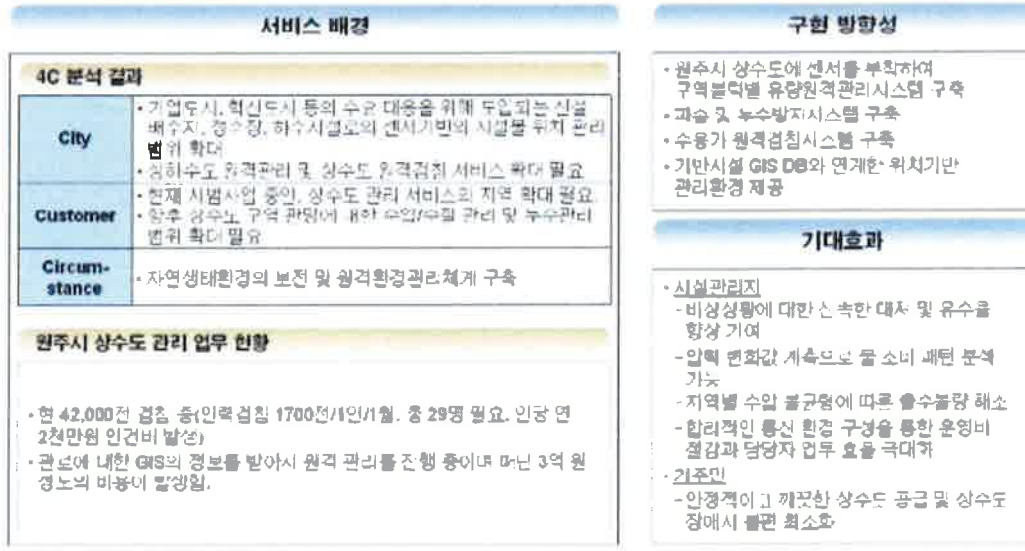 서비스 배경
4C 분석 결과
City
• 기업도시, 혁신도시 등의 수요 대응을 위해 도입되는 신설
배수지, 정수장, 하수시설로의 센서기반의 시설물 위치 관리
범위 확대
• 상하수도 원격관리 및 상수도 원격검침 서비스 확대 필요
Customer
• 현재 시범사업 중인, 상수도 관리 서비스의 지역 확대 필요
• 향후 상수도 구역 관망에 대한 수압/수질 관리 및 누수관리
범위 확대 필요
Circum-
stance
• 자연생태환경의 보전 및 원격환경관리체계 구축
원주시 상수도 관리 업무 현황
• 현 42,000전 검침 중(인력검침 1700전/1인/1월. 총 29명 필요. 인당 연
2천만원 인건비 발생)
• 관로에 대한 GIS의 정보를 받아서 원격 관리를 진행 중이며 매년 3억 원
정도의 비용이 발생함.
구현 방향성
• 원주시 상수도에 센서를 부착하여
구역블럭별 유량원격관리시스템 구축
• 과습 및 누수방지시스템 구축
• 수용가 원격검침시스템 구축
• 기반시설 GIS DB와 연계한 위치기반
관리환경 제공
기대효과
• 시설관리자
- 비상상황에 대한 신속한 대처 및 유수율
향상 기여
- 압력 변화값 계측으로 물 소비 패턴 분석
가능
- 지역별 수압 불균형에 따른 출수불량 해소
- 합리적인 통신 환경 구성을 통한 운영비
절감과 담당자 업무 효율 극대화
• 거주민
- 안정적이고 깨끗한 상수도 공급 및 상수도
장애시 불편 최소화